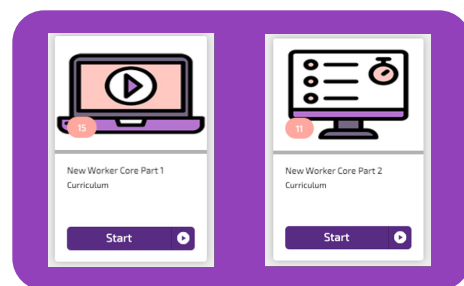 15
New Worker Core Part 1
Curriculum
Start
11
New Worker Core Part 2
Curriculum
Start